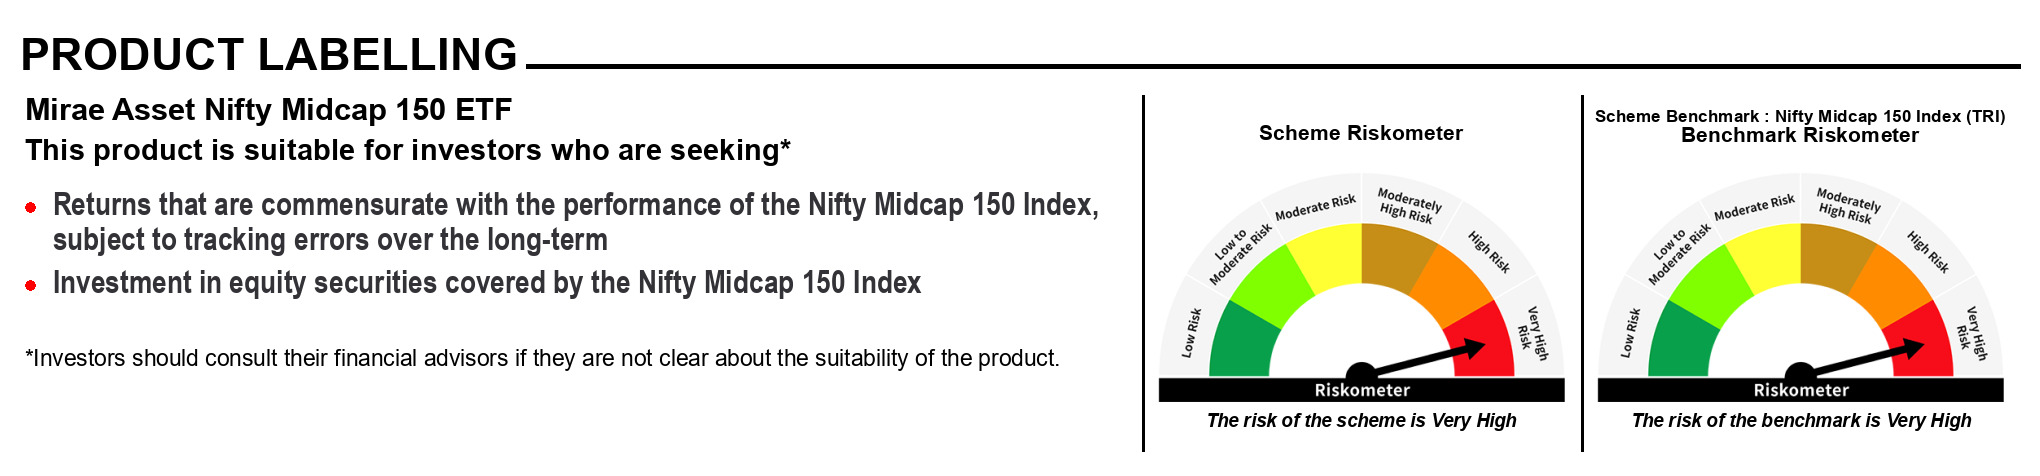 PRODUCT LABELLING
Mirae Asset Nifty Midcap 150 ETF
This product is suitable for investors who are seeking*
Returns that are commensurate with the performance of the Nifty Midcap 150 Index,
subject to tracking errors over the long-term
Investment in equity securities covered by the Nifty Midcap 150 Index
*Investors should consult their financial advisors if they are not clear about the suitability of the product.
Scheme Riskometer
Low Risk
Low to
Moderate Risk
Moderate Risk
Moderately
High Risk
High Risk
Very High
Risk
Riskometer
The risk of the scheme is Very High
Scheme Benchmark : Nifty Midcap 150 Index (TRI)
Benchmark Riskometer
Low Risk
Low to
Moderate Risk
Moderate Risk
Moderately
High Risk
High Risk
Very High
Risk
Riskometer
The risk of the benchmark is Very High